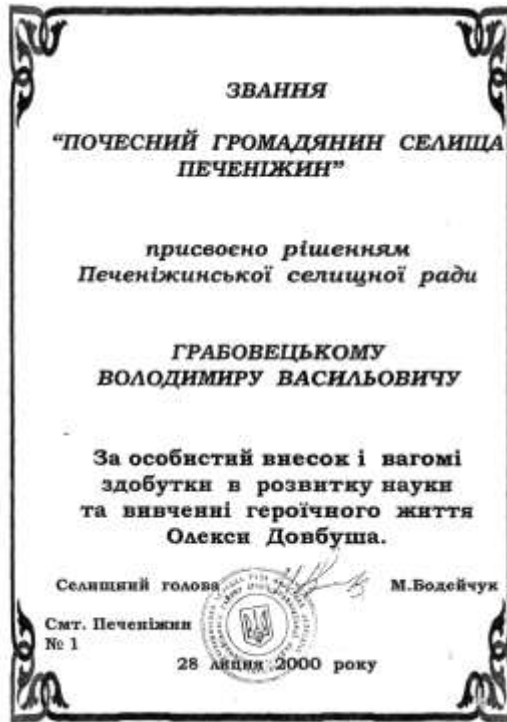 ЗВАННЯ
“ПОЧЕСНИЙ ГРОМАДЯНИН СЕЛИЩА
ПЕЧЕНІЖИН”
присвоєно рішенням
Печеніжинської селищної ради
ГРАБОВЕЦЬКОМУ
ВОЛОДИМИРУ ВАСИЛЬОВИЧУ
За особистий внесок і вагомі
здобутки в розвитку науки
та вивченні героїчного життя
Олекси Довбуша.
Селищний голова М.Бодейчук
Смт. Печеніжин
№ 1
28 липня 2000 року